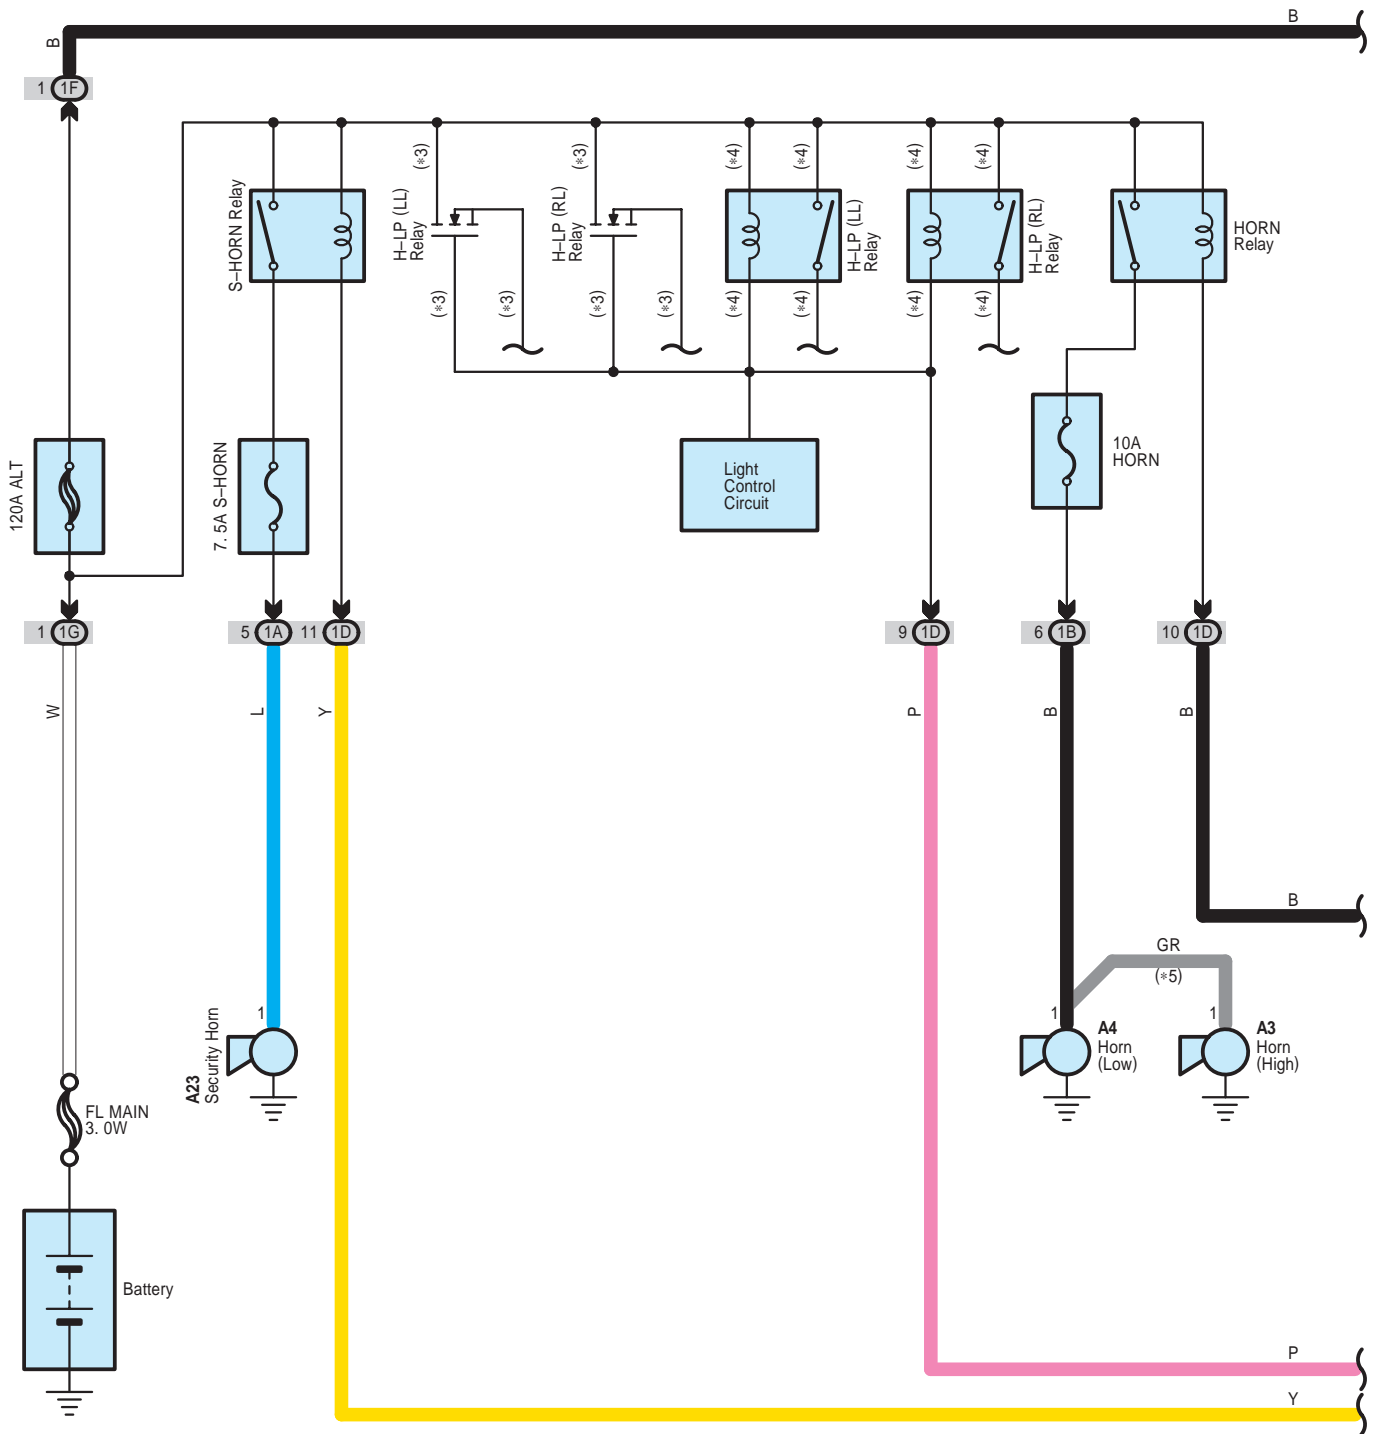 B
B
1 1F
(*3)
(*3)
(*4)
(*4)
(*4)
(*4)
S–HORN Relay
H–LP (LL)
Relay
H–LP (RL)
Relay
H–LP (LL)
Relay
H–LP (RL)
Relay
HORN
Relay
(*3)
(*3)
(*3)
(*3)
(*4)
(*4)
(*4)
(*4)
120A ALT
7. 5A S–HORN
Light
Control
Circuit
10A
HORN
1 1G
5 1A
11 1D
9 1D
6 1B
10 1D
W
L
Y
P
B
B
B
GR
(*5)
1
1
1
A23
Security Horn
A4
Horn
(Low)
A3
Horn
(High)
FL MAIN
3. 0W
Battery
P
Y